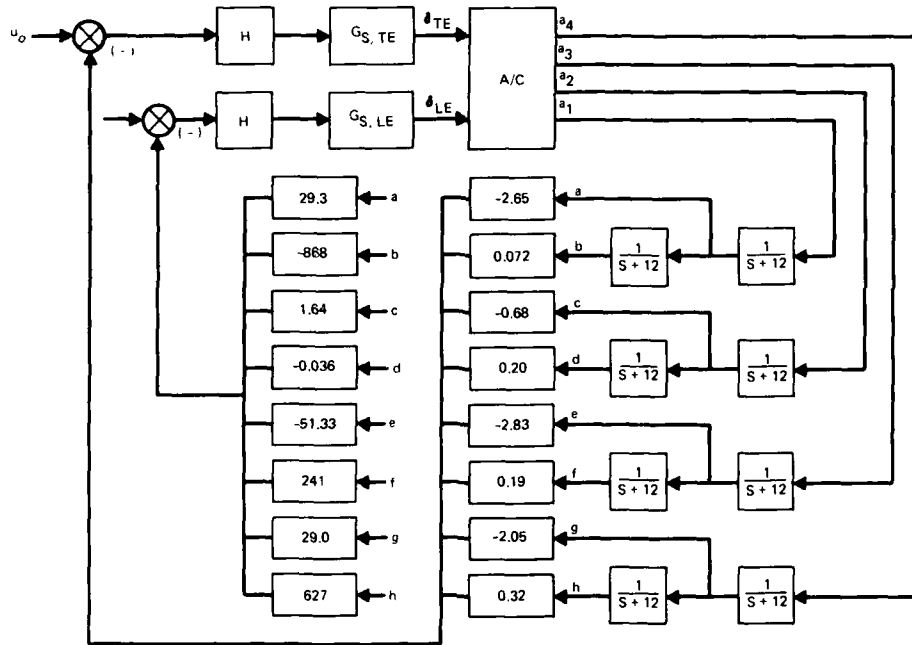 u₀
(-)
H
G_S, TE
δ_TE
A/C
a4
a3
a2
a1
(-)
H
G_S, LE
δ_LE
29.3
a
-2.65
a
-868
b
0.072
b
1
S + 12
1
S + 12
1.64
c
-0.68
c
-0.036
d
0.20
d
1
S + 12
1
S + 12
-51.33
e
-2.83
e
241
f
0.19
f
1
S + 12
1
S + 12
29.0
g
-2.05
g
627
h
0.32
h
1
S + 12
1
S + 12